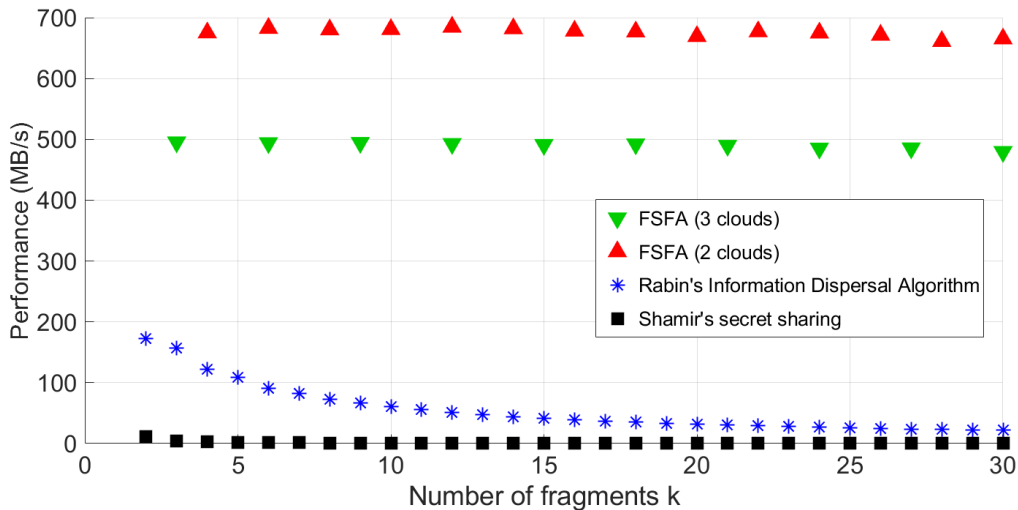 700
600
500
400
300
200
100
0
Performance (MB/s)
FSFA (3 clouds)
FSFA (2 clouds)
Rabin's Information Dispersal Algorithm
Shamir's secret sharing
0 5 10 15 20 25 30
Number of fragments k